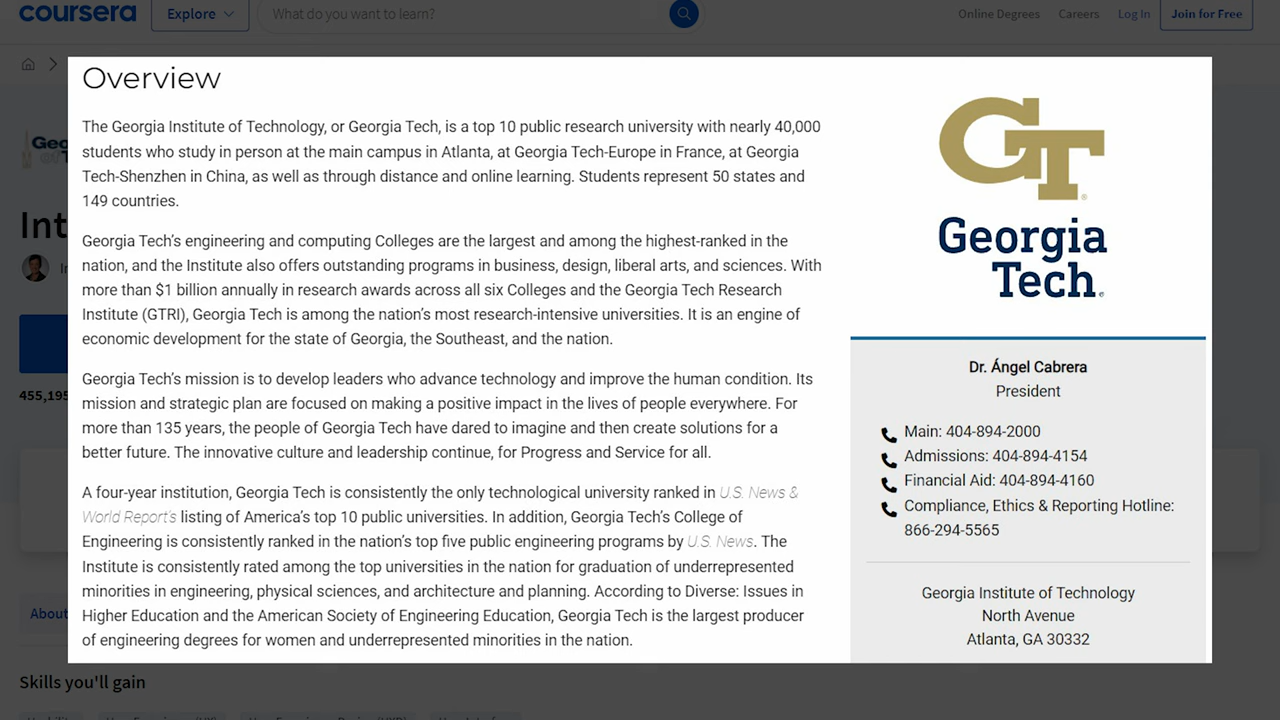 coursera
Explore
What do you want to learn?
Online Degrees
Careers
Log In
Join for Free
Overview
The Georgia Institute of Technology, or Georgia Tech, is a top 10 public research university with nearly 40,000
students who study in person at the main campus in Atlanta, at Georgia Tech-Europe in France, at Georgia
Tech-Shenzhen in China, as well as through distance and online learning. Students represent 50 states and
149 countries.
Georgia Tech’s engineering and computing Colleges are the largest and among the highest-ranked in the
nation, and the Institute also offers outstanding programs in business, design, liberal arts, and sciences. With
more than $1 billion annually in research awards across all six Colleges and the Georgia Tech Research
Institute (GTRI), Georgia Tech is among the nation’s most research-intensive universities. It is an engine of
economic development for the state of Georgia, the Southeast, and the nation.
Georgia Tech’s mission is to develop leaders who advance technology and improve the human condition. Its
mission and strategic plan are focused on making a positive impact in the lives of people everywhere. For
more than 135 years, the people of Georgia Tech have dared to imagine and then create solutions for a
better future. The innovative culture and leadership continue, for Progress and Service for all.
A four-year institution, Georgia Tech is consistently the only technological university ranked in U.S. News &
World Report’s listing of America’s top 10 public universities. In addition, Georgia Tech’s College of
Engineering is consistently ranked in the nation’s top five public engineering programs by U.S. News. The
Institute is consistently rated among the top universities in the nation for graduation of underrepresented
minorities in engineering, physical sciences, and architecture and planning. According to Diverse: Issues in
Higher Education and the American Society of Engineering Education, Georgia Tech is the largest producer
of engineering degrees for women and underrepresented minorities in the nation.
GT
Georgia
Tech
Dr. Ángel Cabrera
President
Main: 404-894-2000
Admissions: 404-894-4154
Financial Aid: 404-894-4160
Compliance, Ethics & Reporting Hotline:
866-294-5565
Georgia Institute of Technology
North Avenue
Atlanta, GA 30332
Int
455,195
About
Skills you'll gain